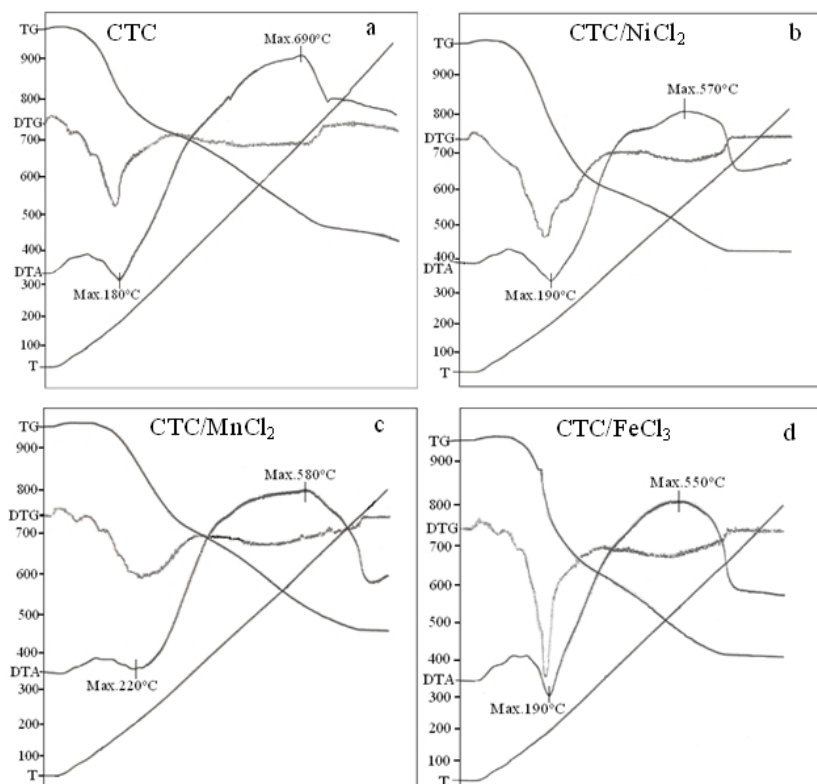 CTC
a
Max.690°C
TG
900
800
DTG
700
600
500
400
DTA
300
Max.180°C
200
100
T
CTC/NiCl₂
b
TG
900
Max.570°C
800
DTG
700
600
500
400
DTA
300
Max.190°C
200
100
T
CTC/MnCl₂
c
TG
900
Max.580°C
800
DTG
700
600
500
400
DTA
300
Max.220°C
200
100
T
CTC/FeCl₃
d
TG
900
Max.550°C
800
DTG
700
600
500
400
DTA
300
Max.190°C
200
100
T